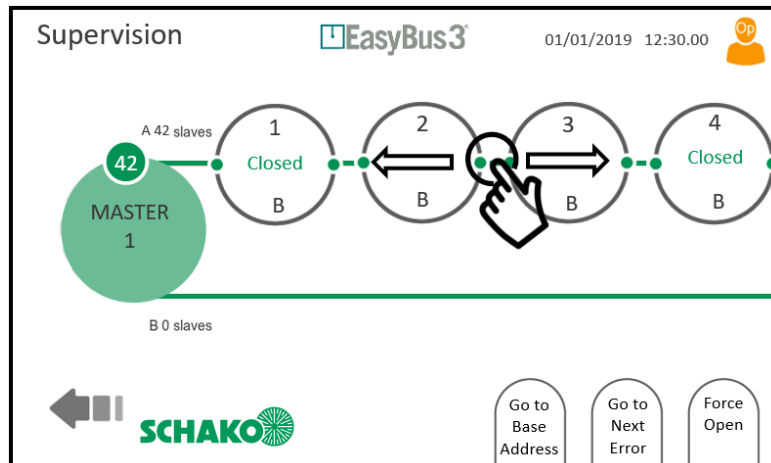 Supervision
EasyBus3
01/01/2019 12:30.00
Op
A 42 slaves
42
MASTER
1
1
Closed
B
2
B
3
B
4
Closed
B
B 0 slaves
SCHAKO
Go to
Base
Address
Go to
Next
Error
Force
Open